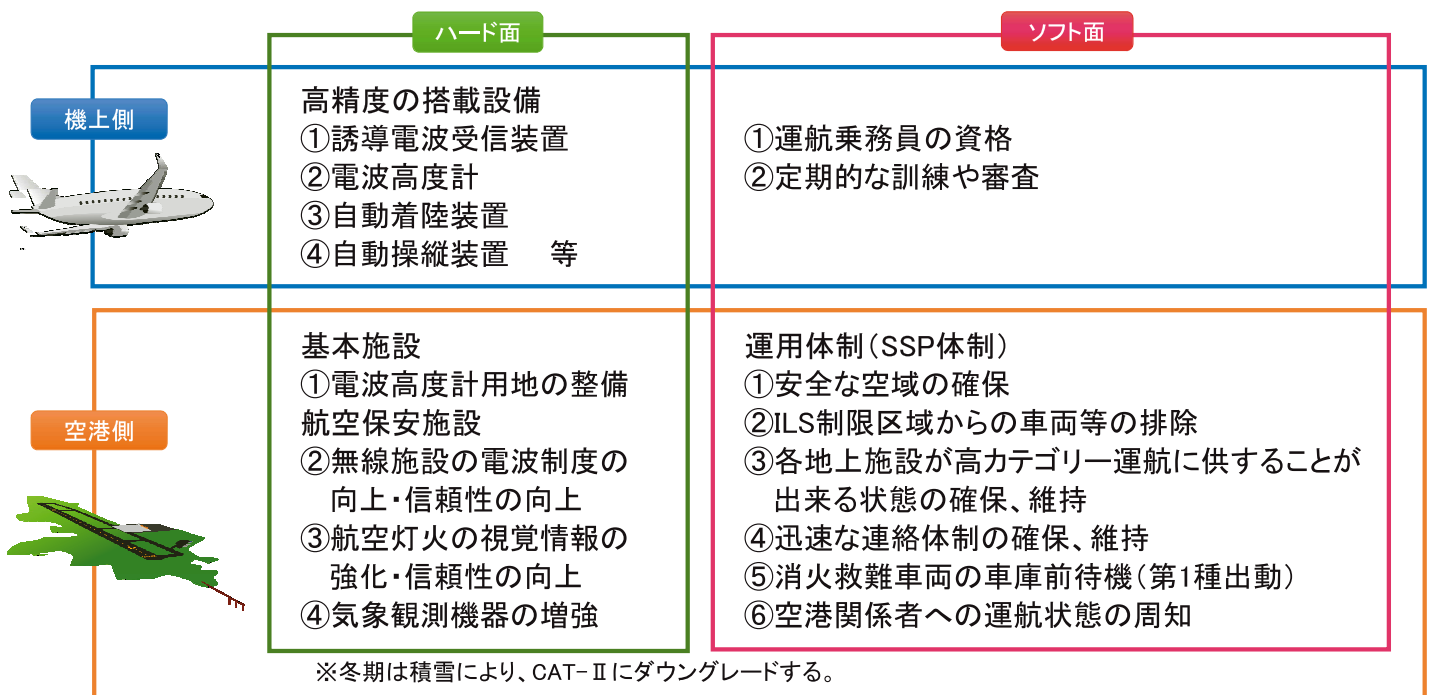 ハード面
ソフト面
機上側
高精度の搭載設備
①誘導電波受信装置
②電波高度計
③自動着陸装置
④自動操縦装置　等
①運航乗務員の資格
②定期的な訓練や審査
空港側
基本施設
①電波高度計用地の整備
航空保安施設
②無線施設の電波制度の
向上・信頼性の向上
③航空灯火の視覚情報の
強化・信頼性の向上
④気象観測機器の増強
運用体制（SSP体制）
①安全な空域の確保
②ILS制限区域からの車両等の排除
③各地上施設が高カテゴリー運航に供することが
出来る状態の確保、維持
④迅速な連絡体制の確保、維持
⑤消火救難車両の車庫前待機（第1種出動）
⑥空港関係者への運航状態の周知
※冬期は積雪により、CAT-Ⅱにダウングレードする。